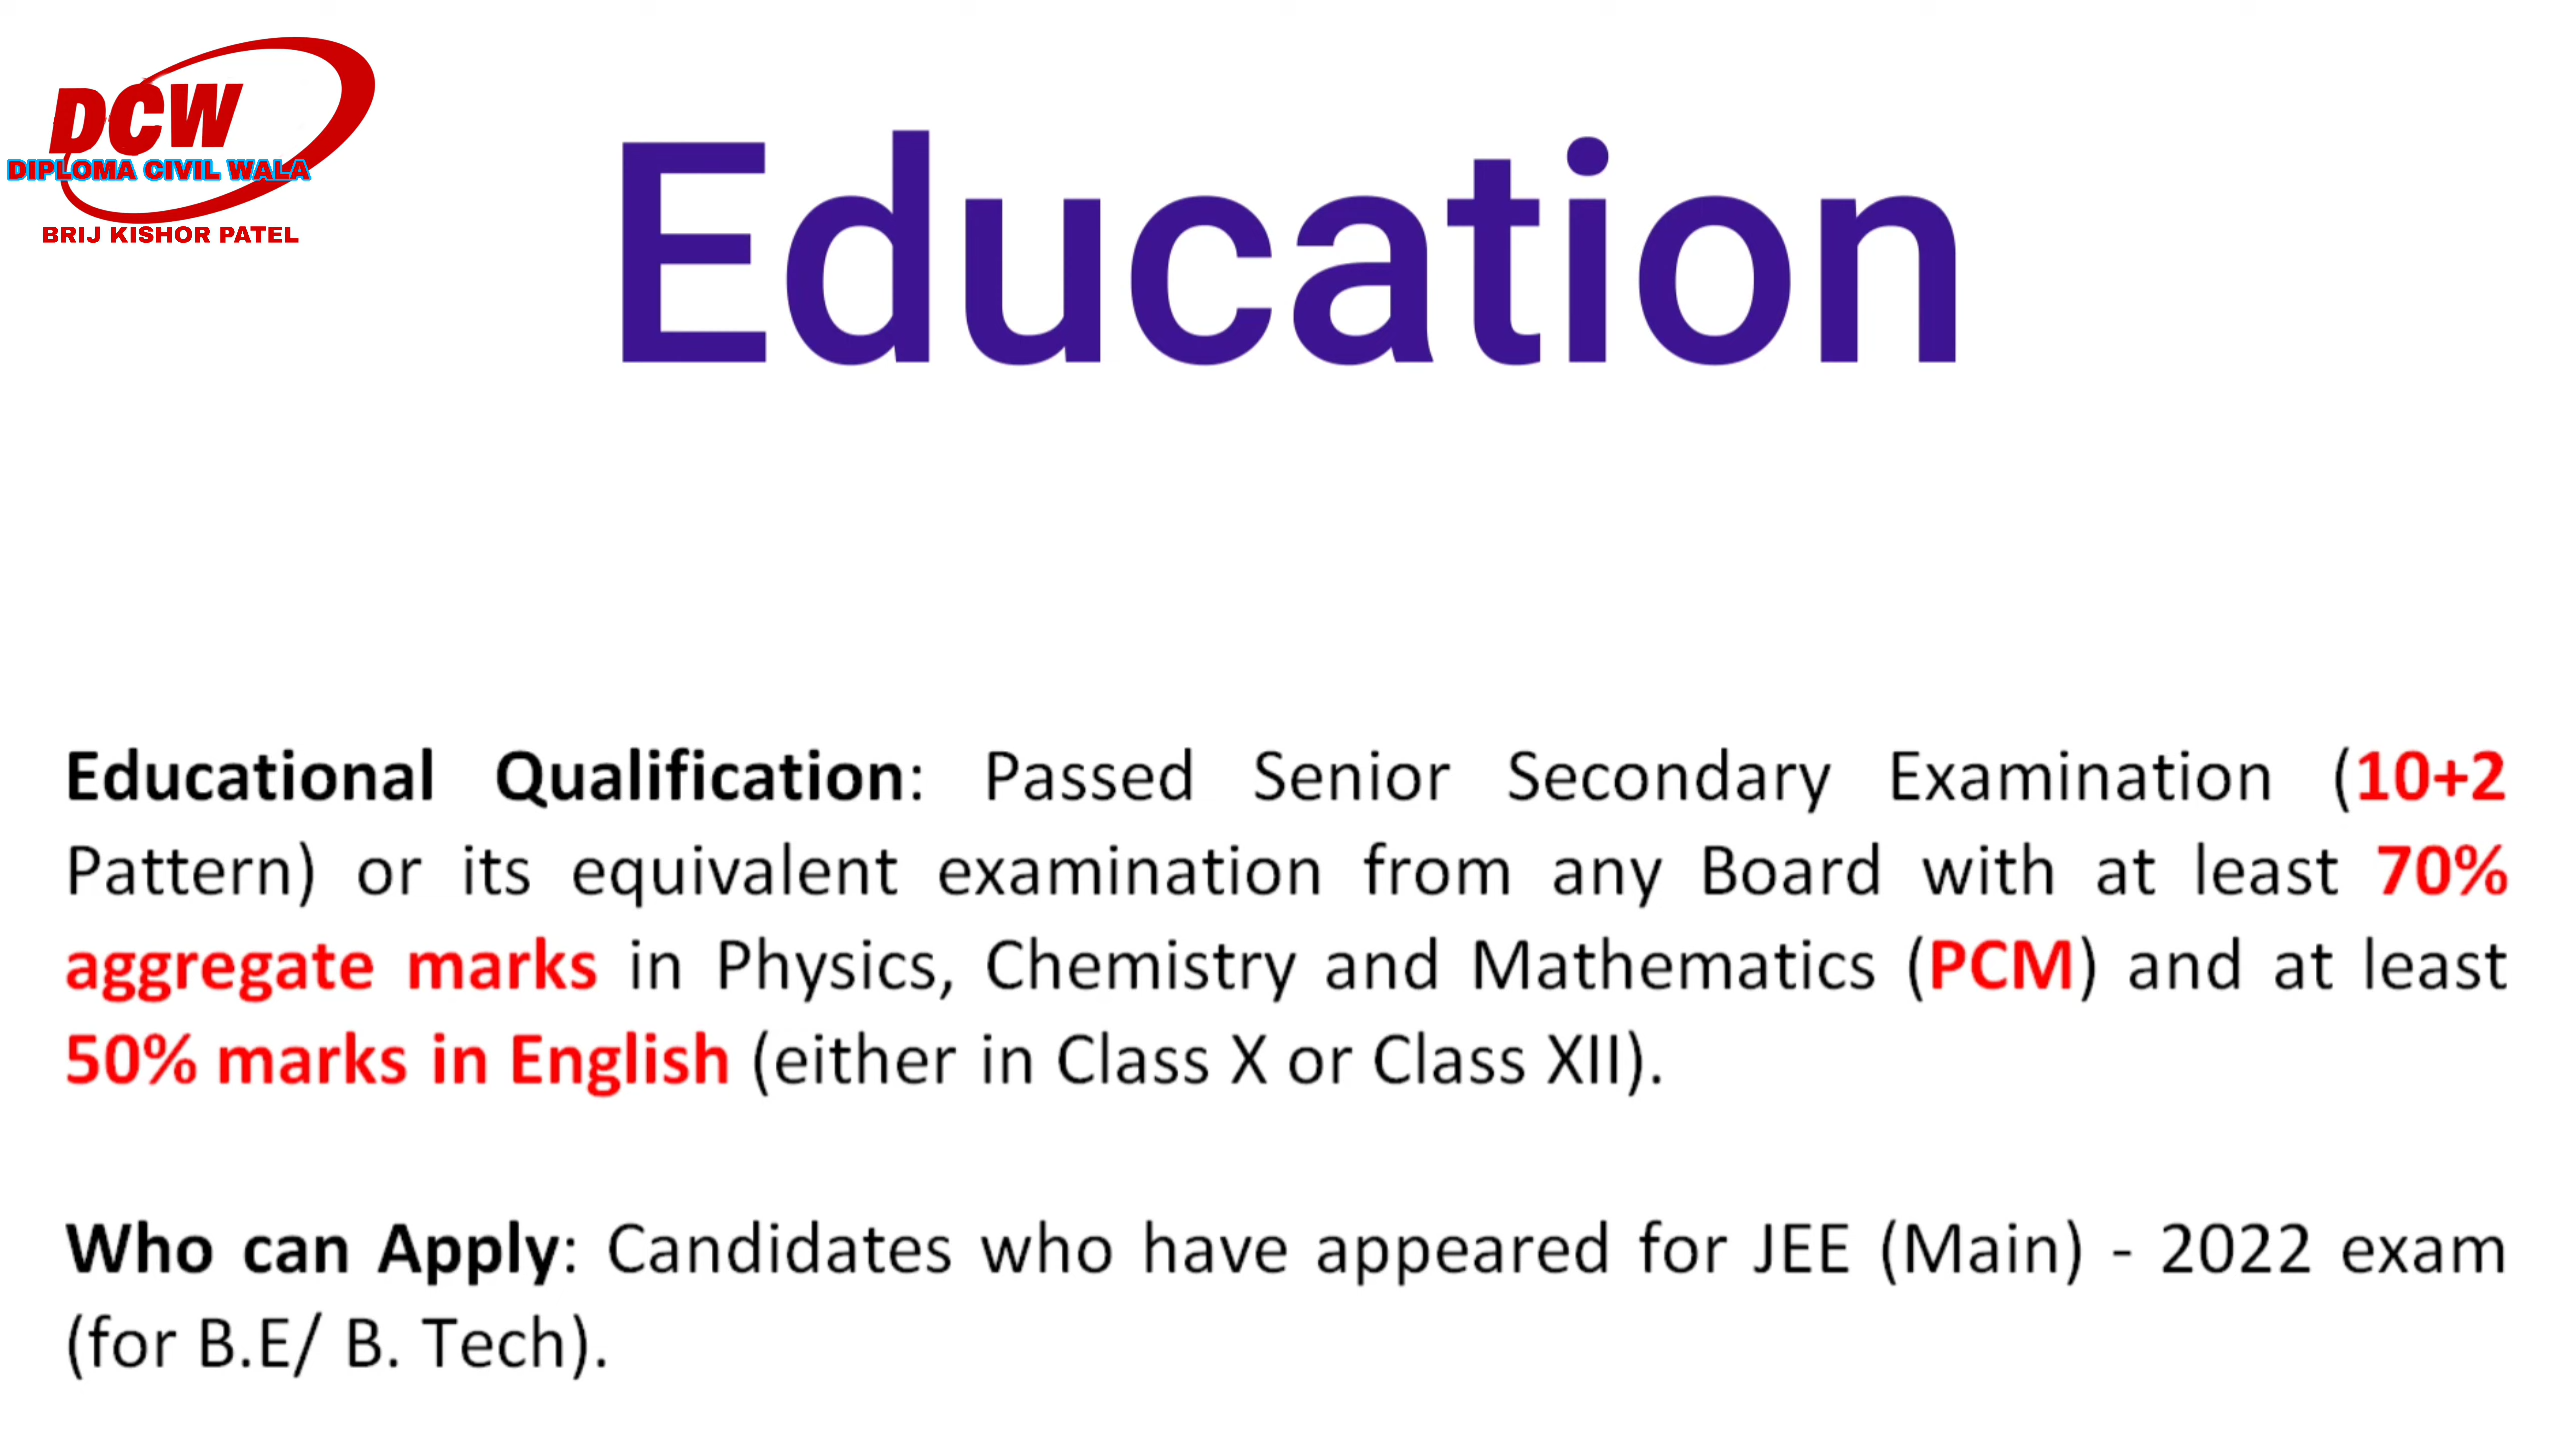 DCW
DIPLOMA CIVIL WALA
BRIJ KISHOR PATEL
Education
Educational Qualification: Passed Senior Secondary Examination (10+2
Pattern) or its equivalent examination from any Board with at least 70%
aggregate marks in Physics, Chemistry and Mathematics (PCM) and at least
50% marks in English (either in Class X or Class XII).
Who can Apply: Candidates who have appeared for JEE (Main) - 2022 exam
(for B.E/ B. Tech).